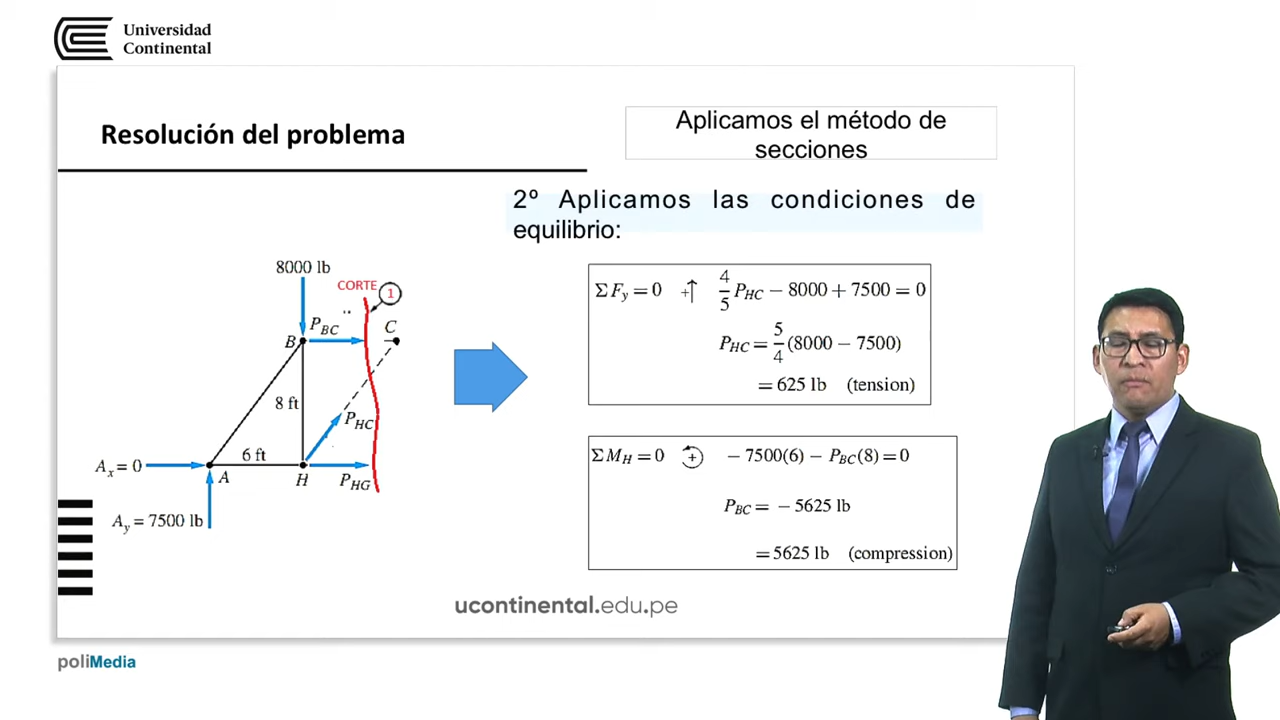 Universidad
Continental
Resolución del problema
Aplicamos el método de
secciones
2º Aplicamos las condiciones de
equilibrio:
8000 lb
CORTE 1
P_BC
C
B
8 ft
P_HC
6 ft
A_x = 0
A
H
P_HG
A_y = 7500 lb
ΣF_y = 0 +↑ 4/5 P_HC − 8000 + 7500 = 0
P_HC = 5/4 (8000 − 7500)
= 625 lb (tension)
ΣM_H = 0 + − 7500(6) − P_BC(8) = 0
P_BC = − 5625 lb
= 5625 lb (compression)
ucontinental.edu.pe
poliMedia